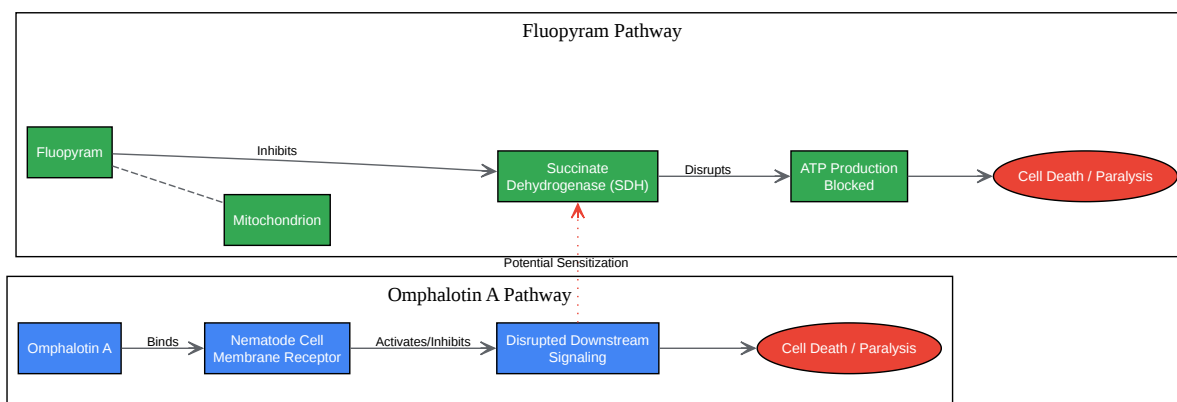 Fluopyram Pathway
Fluopyram
Inhibits
Succinate
Dehydrogenase (SDH)
Disrupts
ATP Production
Blocked
Cell Death / Paralysis
Mitochondrion
Potential Sensitization
Omphalotin A Pathway
Omphalotin A
Binds
Nematode Cell
Membrane Receptor
Activates/Inhibits
Disrupted Downstream
Signaling
Cell Death / Paralysis